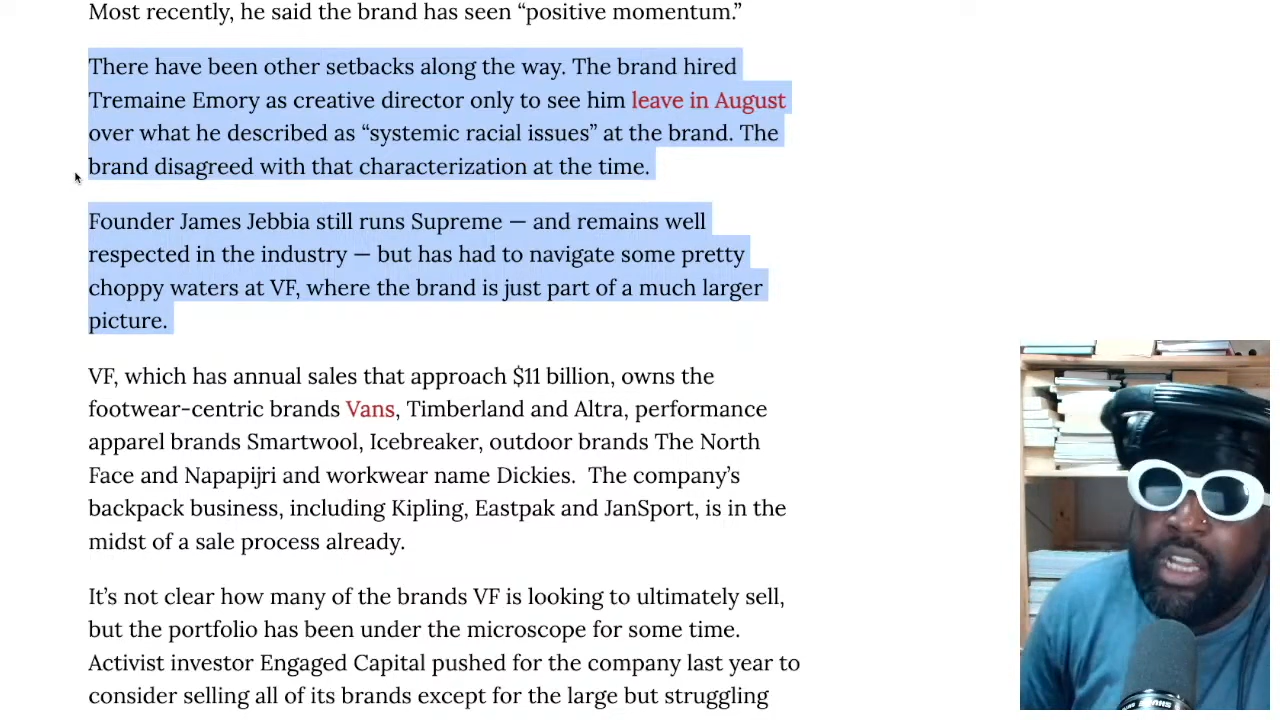 Most recently, he said the brand has seen “positive momentum.”
There have been other setbacks along the way. The brand hired
Tremaine Emory as creative director only to see him leave in August
over what he described as “systemic racial issues” at the brand. The
brand disagreed with that characterization at the time.
Founder James Jebbia still runs Supreme — and remains well
respected in the industry — but has had to navigate some pretty
choppy waters at VF, where the brand is just part of a much larger
picture.
VF, which has annual sales that approach $11 billion, owns the
footwear-centric brands Vans, Timberland and Altra, performance
apparel brands Smartwool, Icebreaker, outdoor brands The North
Face and Napapijri and workwear name Dickies.  The company’s
backpack business, including Kipling, Eastpak and JanSport, is in the
midst of a sale process already.
It’s not clear how many of the brands VF is looking to ultimately sell,
but the portfolio has been under the microscope for some time.
Activist investor Engaged Capital pushed for the company last year to
consider selling all of its brands except for the large but struggling